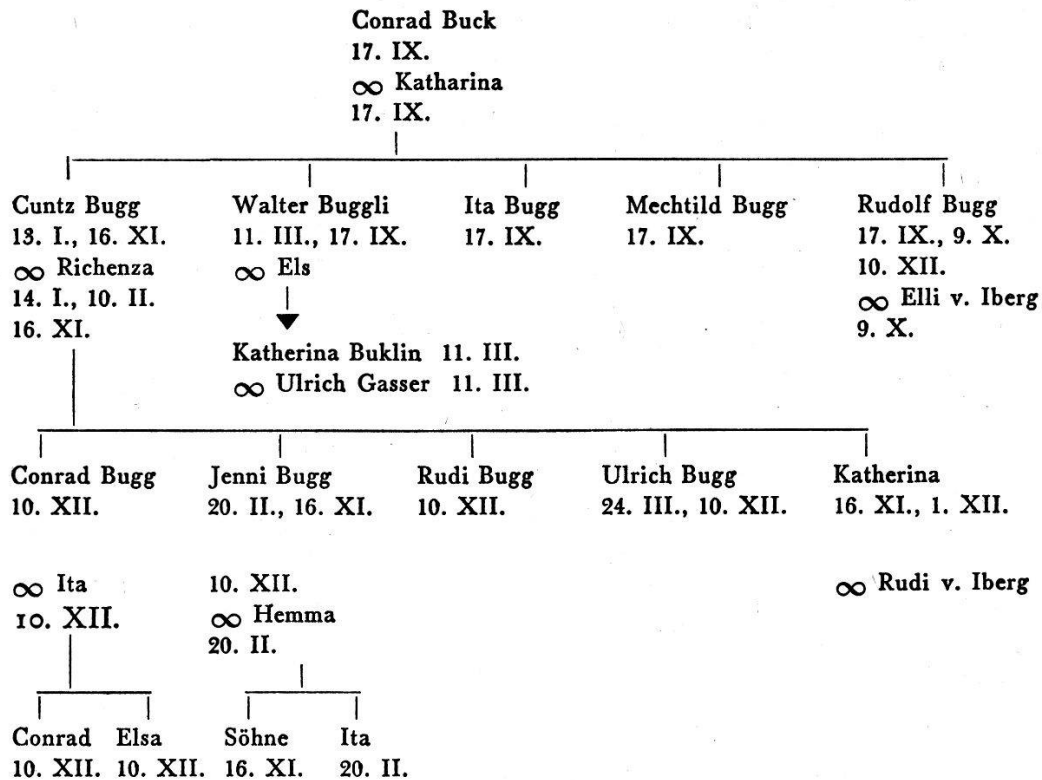 Conrad Buck
17. IX.
∞ Katharina
17. IX.
Cuntz Bugg Walter Buggli Ita Bugg Mechtild Bugg Rudolf Bugg
13. I., 16. XI. 11. III., 17. IX. 17. IX. 17. IX. 17. IX., 9. X.
∞ Richenza ∞ Els 10. XII.
14. I., 10. II. ∞ Elli v. Iberg
16. XI. 9. X.
Katherina Buklin 11. III.
∞ Ulrich Gasser 11. III.
Conrad Bugg Jenni Bugg Rudi Bugg Ulrich Bugg Katherina
10. XII. 20. II., 16. XI. 10. XII. 24. III., 10. XII. 16. XI., 1. XII.
∞ Ita 10. XII. ∞ Rudi v. Iberg
10. XII. ∞ Hemma
20. II.
Conrad Elsa Söhne Ita
10. XII. 10. XII. 16. XI. 20. II.